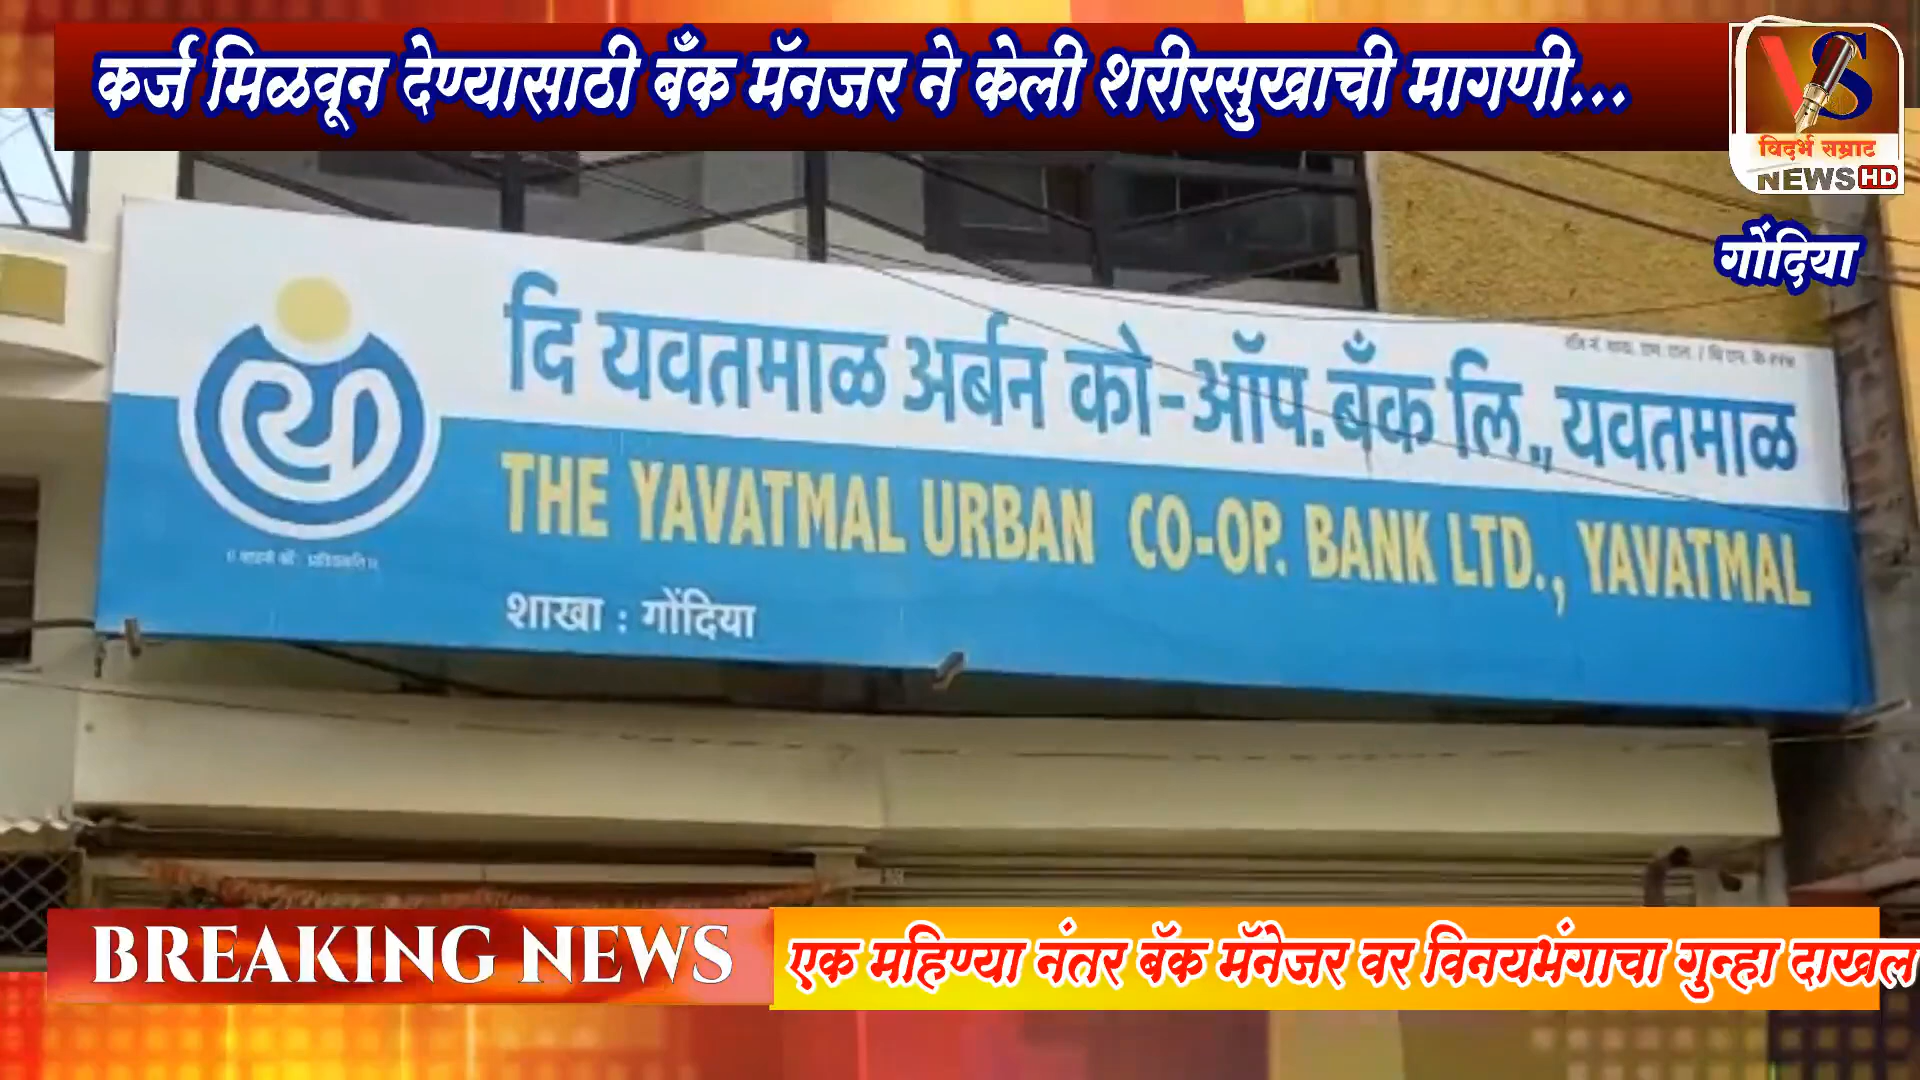 कर्ज मिळवून देण्यासाठी बँक मॅनजर ने केली शरीरसुखाची मागणी...
VS
विदर्भ सम्राट
NEWS HD
गोंदिया
दि यवतमाळ अर्बन को-ऑप. बँक लि., यवतमाळ
THE YAVATMAL URBAN CO-OP. BANK LTD., YAVATMAL
शाखा : गोंदिया
BREAKING NEWS
एक महिण्या नंतर बॅक मॅनेजर वर विनयभंगाचा गुन्हा दाखल